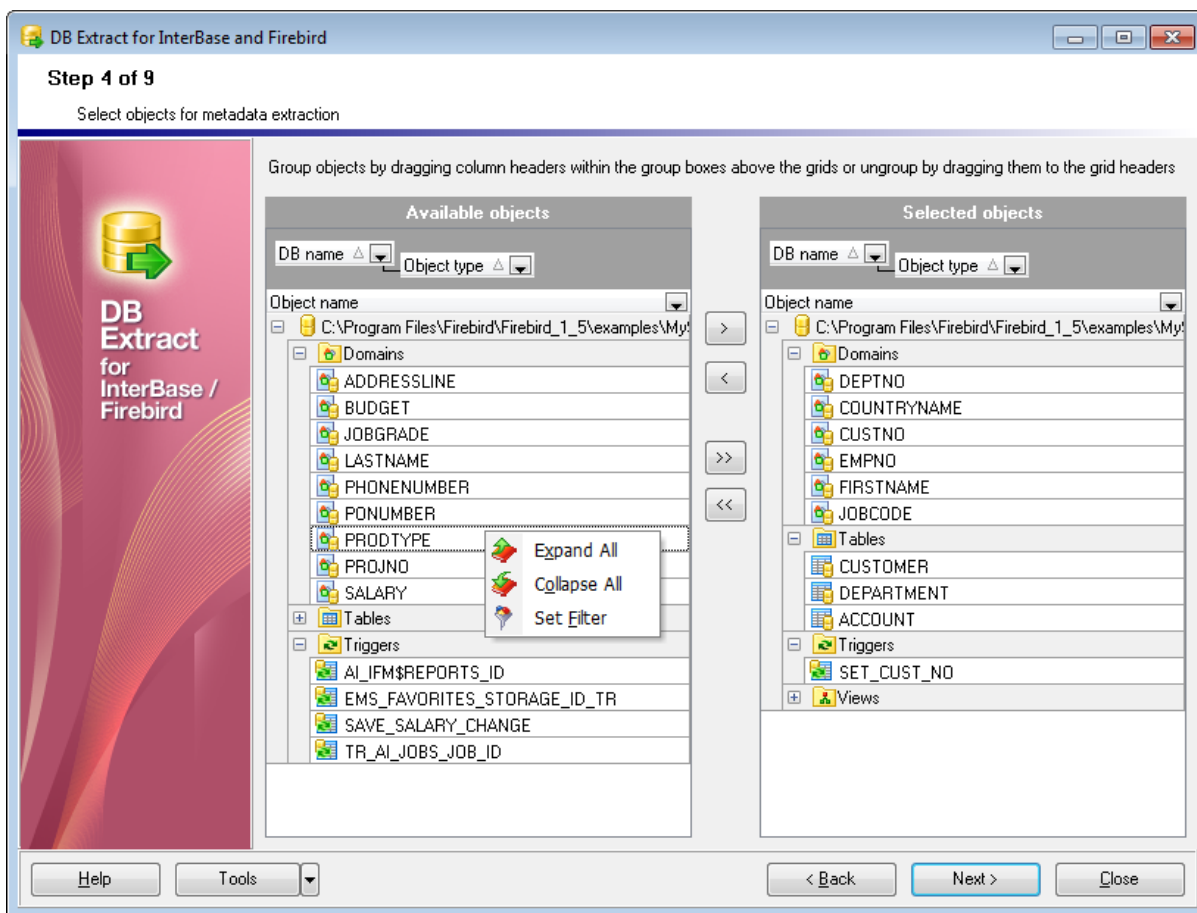 DB Extract for InterBase and Firebird
Step 4 of 9
Select objects for metadata extraction
Group objects by dragging column headers within the group boxes above the grids or ungroup by dragging them to the grid headers
DB
Extract
for
InterBase /
Firebird
Available objects
DB name
Object type
Object name
C:\Program Files\Firebird\Firebird_1_5\examples\My
Domains
ADDRESSLINE
BUDGET
JOBGRADE
LASTNAME
PHONENUMBER
PONUMBER
PRODTYPE
PROJNO
SALARY
Tables
Triggers
AI_IFM$REPORTS_ID
EMS_FAVORITES_STORAGE_ID_TR
SAVE_SALARY_CHANGE
TR_AI_JOBS_JOB_ID
Expand All
Collapse All
Set Filter
>
<
>>
<<
Selected objects
DB name
Object type
Object name
C:\Program Files\Firebird\Firebird_1_5\examples\My
Domains
DEPTNO
COUNTRYNAME
CUSTNO
EMPNO
FIRSTNAME
JOBCODE
Tables
CUSTOMER
DEPARTMENT
ACCOUNT
Triggers
SET_CUST_NO
Views
Help
Tools
< Back
Next >
Close